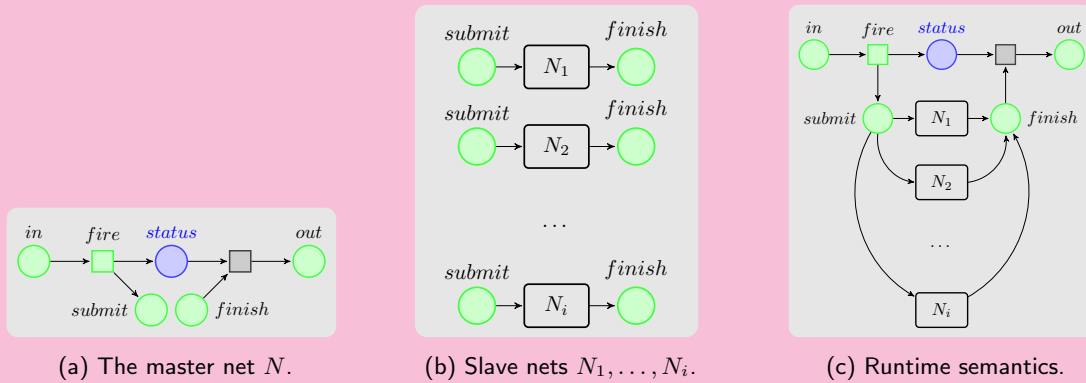 in fire status out
submit finish
(a) The master net N.
submit finish
N₁
submit finish
N₂
...
submit finish
Nᵢ
(b) Slave nets N₁, . . . , Nᵢ.
in fire status out
submit N₁ finish
N₂
...
Nᵢ
(c) Runtime semantics.